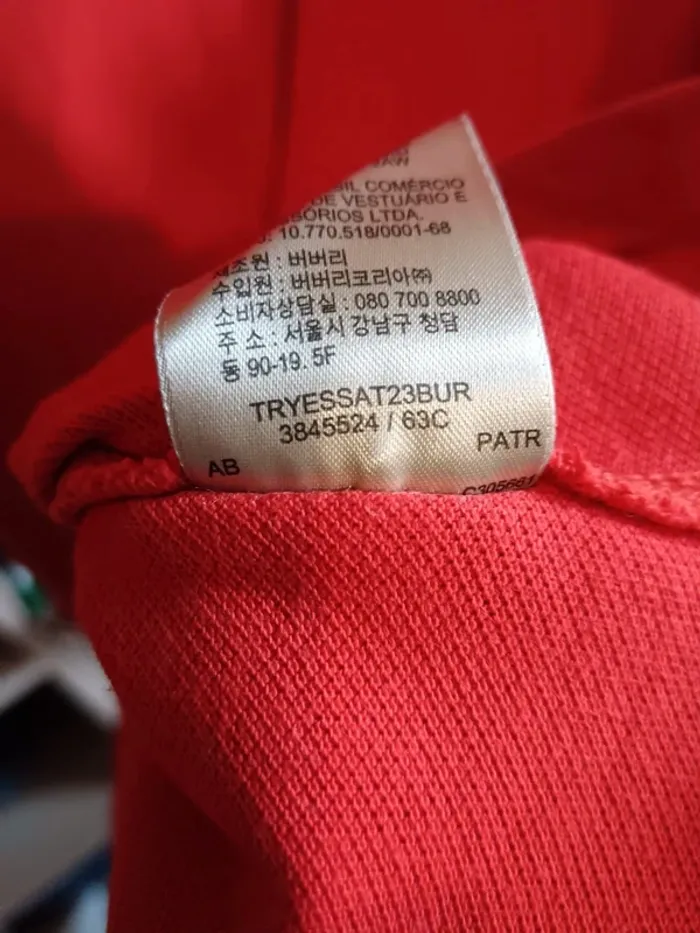 SIL COMÉRCIO
DE VESTUÁRIO E
SÓRIOS LTDA.
: 10.770.518/0001-68
제조원 : 버버리
수입원 : 버버리코리아㈜
소비자상담실 : 080 700 8800
주 소 : 서울시 강남구 청담
동 90-19. 5F
TRYESSAT23BUR
3845524 / 63C
PATR
AB
C305661